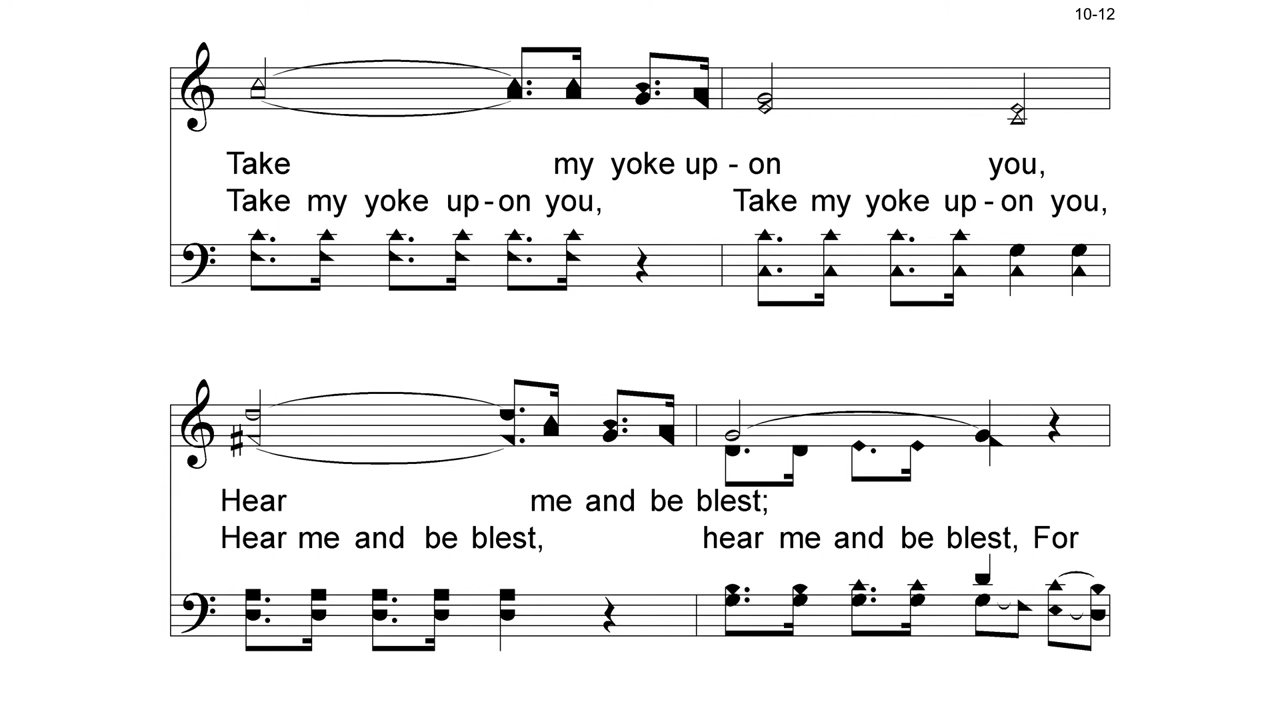 10-12
Take my yoke up - on you,
Take my yoke up - on you, Take my yoke up - on you,
Hear me and be blest;
Hear me and be blest, hear me and be blest, For